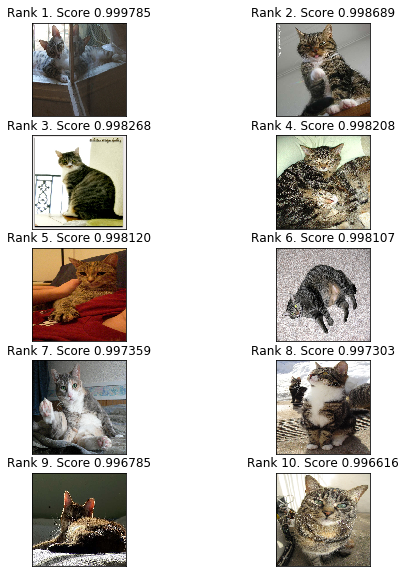 Rank 1. Score 0.999785
Rank 2. Score 0.998689
Rank 3. Score 0.998268
Rank 4. Score 0.998208
Rank 5. Score 0.998120
Rank 6. Score 0.998107
Rank 7. Score 0.997359
Rank 8. Score 0.997303
Rank 9. Score 0.996785
Rank 10. Score 0.996616